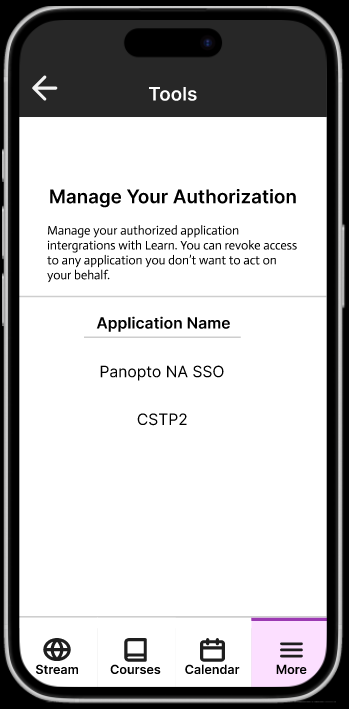 Tools
Manage Your Authorization
Manage your authorized application
intergrations with Learn. You can revoke access
to any application you don't want to act on
your behalf.
Application Name
Panopto NA SSO
CSTP2
Stream
Courses
Calendar
More